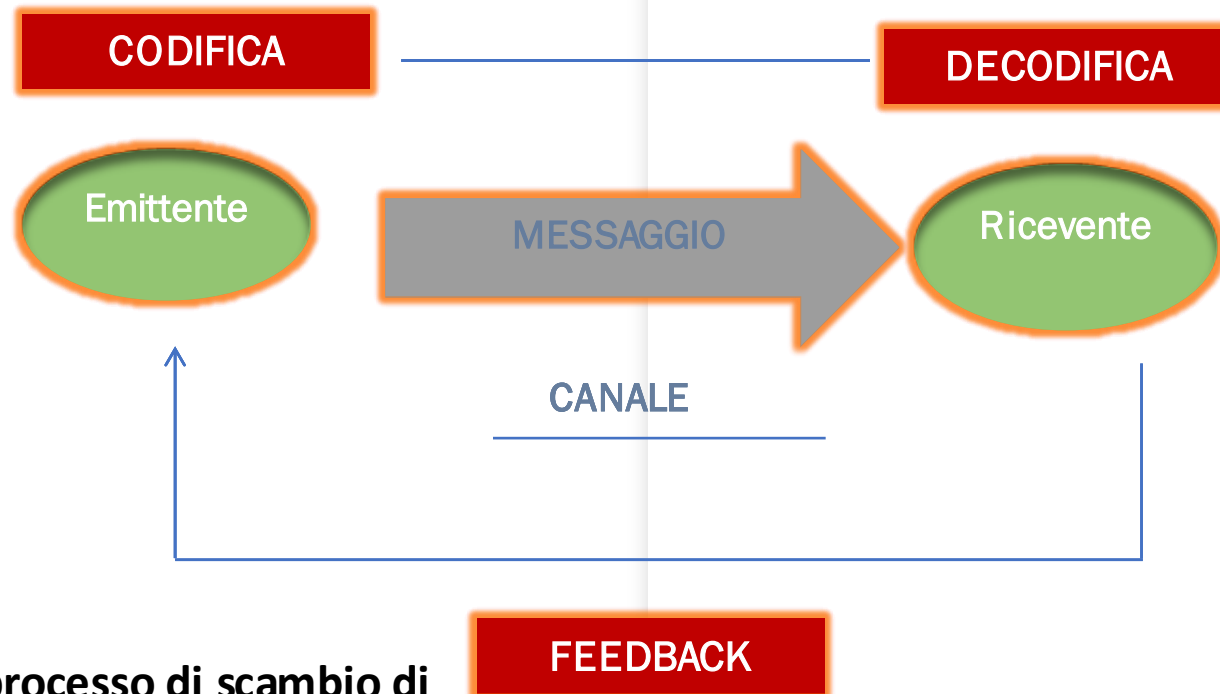 CODIFICA
DECODIFICA
Emittente
MESSAGGIO
Ricevente
CANALE
FEEDBACK
processo di scambio di